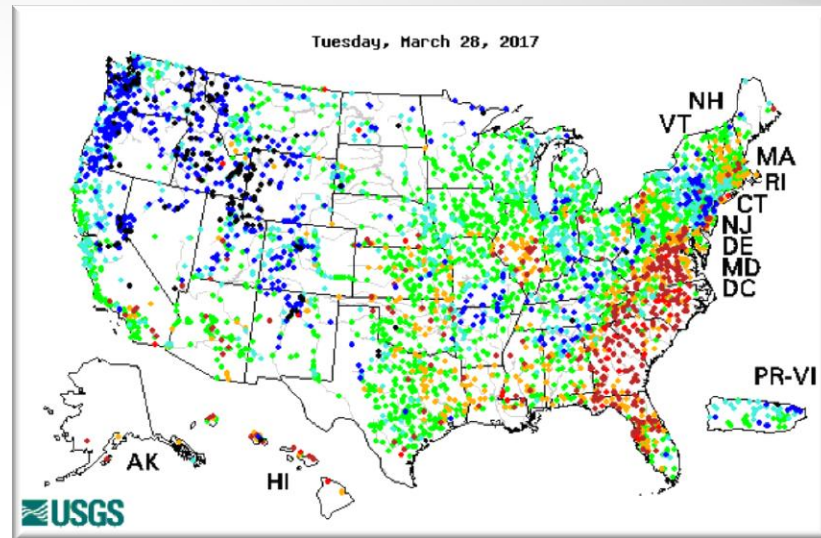 Tuesday, March 28, 2017
NH
VT
MA
RI
CT
NJ
DE
MD
DC
PR-VI
AK
HI
USGS